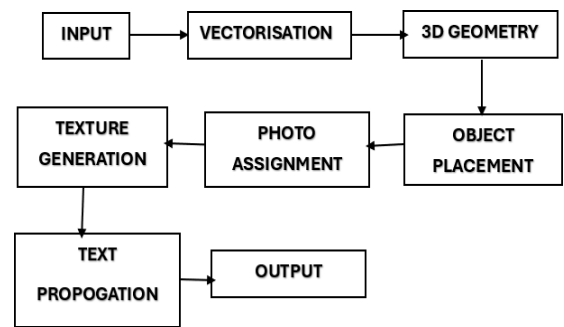 INPUT
VECTORISATION
3D GEOMETRY
OBJECT
PLACEMENT
PHOTO
ASSIGNMENT
TEXTURE
GENERATION
TEXT
PROPOGATION
OUTPUT